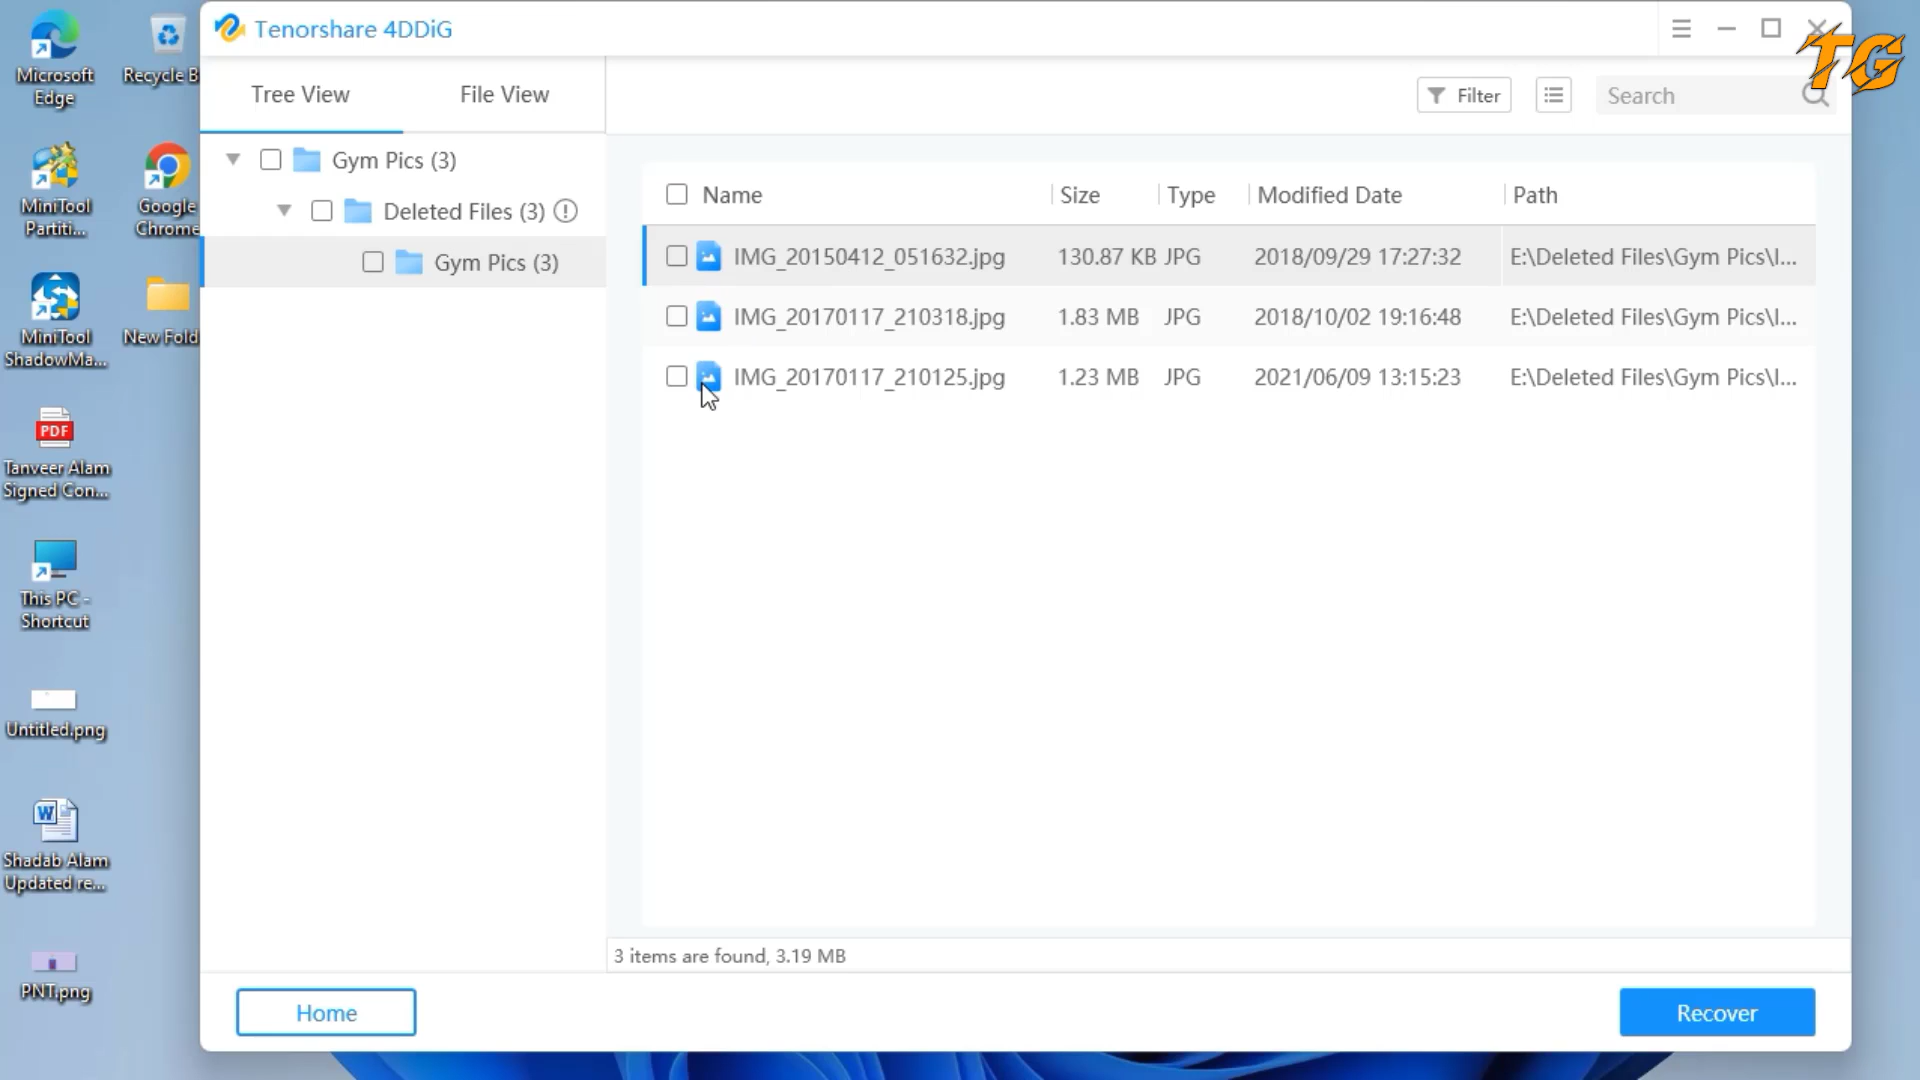 Microsoft
Edge
Recycle B
MiniTool
Partiti...
Google
Chrome
MiniTool
ShadowMa...
New Fold
PDF
Tanveer Alam
Signed Con...
This PC -
Shortcut
Untitled.png
W
Shadab Alam
Updated re...
PNT.png
Tenorshare 4DDiG
TG
Tree View
File View
Filter
Search
Gym Pics (3)
Deleted Files (3)
Gym Pics (3)
Name Size Type Modified Date Path
IMG_20150412_051632.jpg 130.87 KB JPG 2018/09/29 17:27:32 E:\Deleted Files\Gym Pics\I...
IMG_20170117_210318.jpg 1.83 MB JPG 2018/10/02 19:16:48 E:\Deleted Files\Gym Pics\I...
IMG_20170117_210125.jpg 1.23 MB JPG 2021/06/09 13:15:23 E:\Deleted Files\Gym Pics\I...
3 items are found, 3.19 MB
Home
Recover